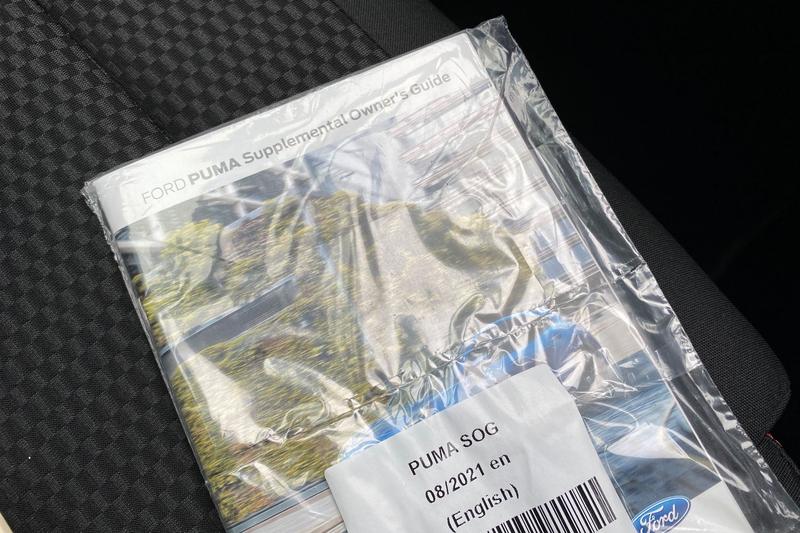 FORD PUMA Supplemental Owner's Guide
PUMA SOG
08/2021 en
(English)
Ford